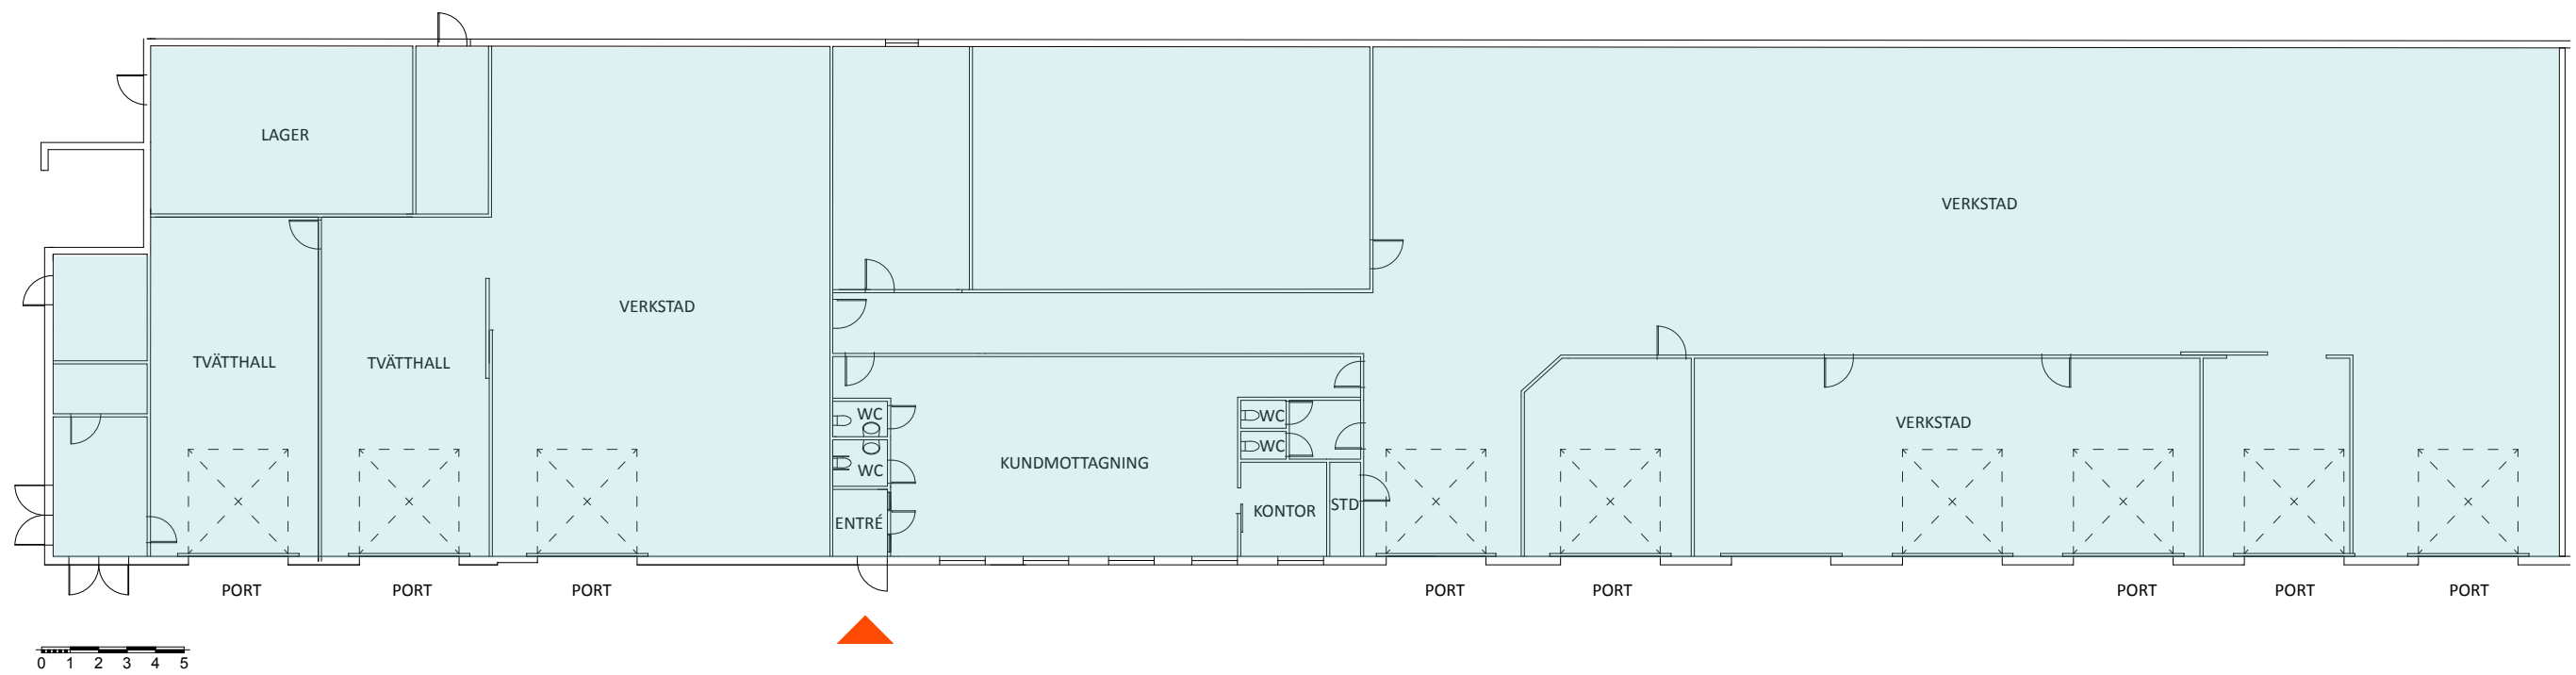 LAGER
VERKSTAD
VERKSTAD
TVÄTTHALL
TVÄTTHALL
WC
WC
WC
WC
VERKSTAD
KUNDMOTTAGNING
KONTOR
STD
ENTRÉ
PORT
PORT
PORT
PORT
PORT
PORT
PORT
PORT
0 1 2 3 4 5